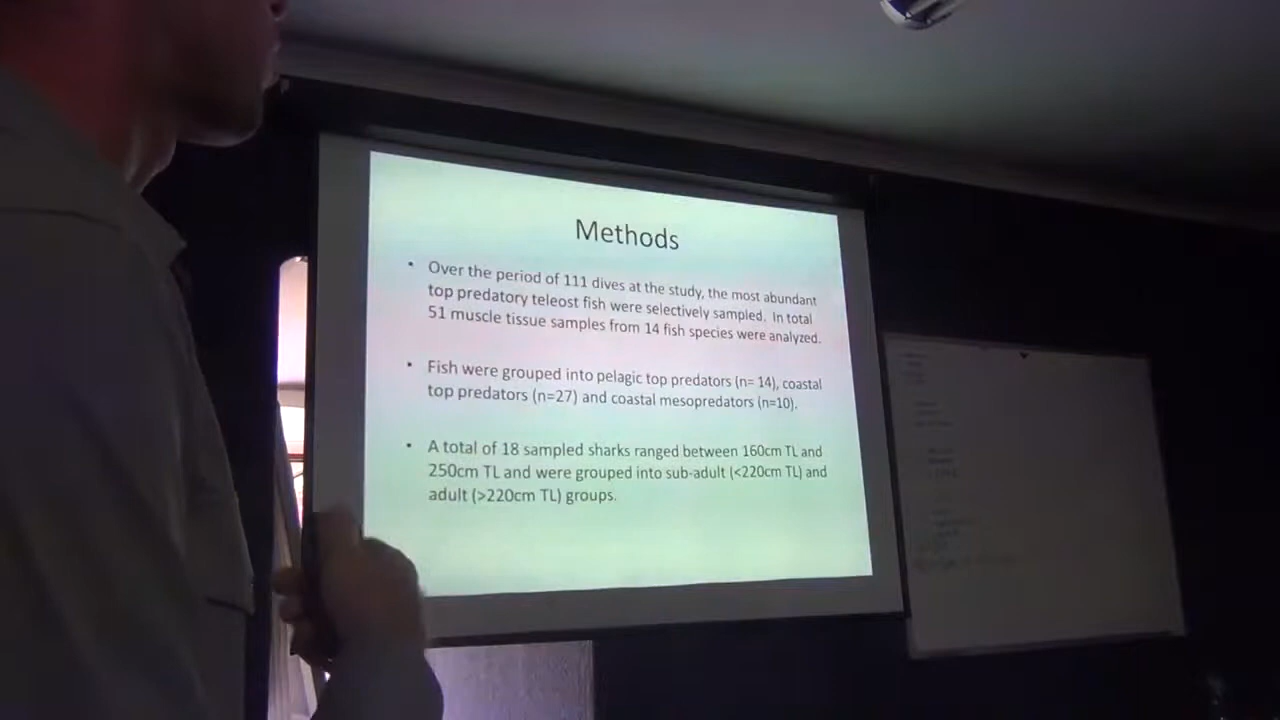 Methods
• Over the period of 111 dives at the study, the most abundant
top predatory teleost fish were selectively sampled. In total
51 muscle tissue samples from 14 fish species were analyzed.
• Fish were grouped into pelagic top predators (n= 14), coastal
top predators (n=27) and coastal mesopredators (n=10).
• A total of 18 sampled sharks ranged between 160cm TL and
250cm TL and were grouped into sub-adult (<220cm TL) and
adult (>220cm TL) groups.